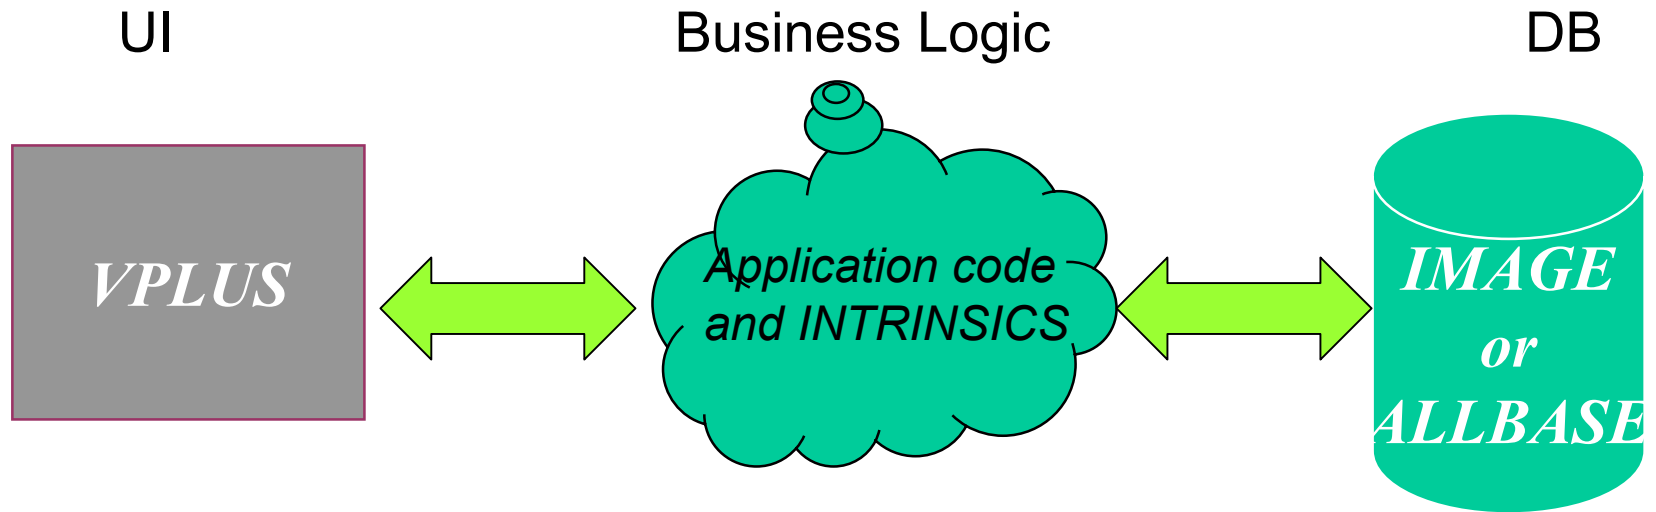 UI
Business Logic
DB
VPLUS
Application code
and INTRINSICS
IMAGE
or
ALLBASE